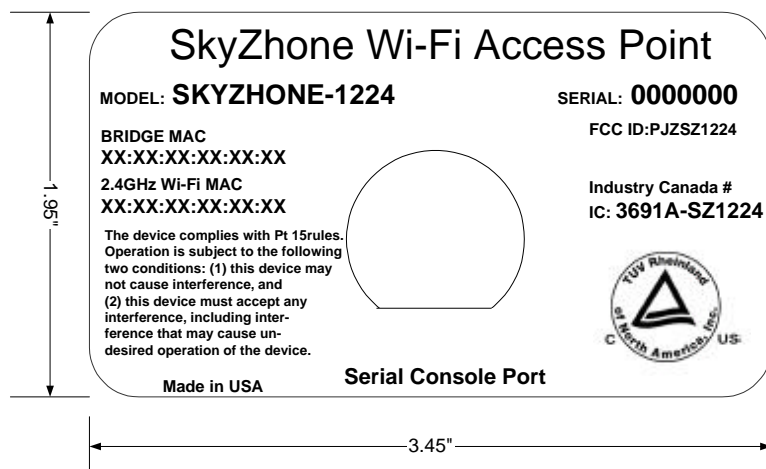 SkyZhone Wi-Fi Access Point
MODEL: SKYZHONE-1224
SERIAL: 0000000
FCC ID:PJZSZ1224
BRIDGE MAC
XX:XX:XX:XX:XX:XX
2.4GHz Wi-Fi MAC
XX:XX:XX:XX:XX:XX
Industry Canada #
IC: 3691A-SZ1224
The device complies with Pt 15rules.
Operation is subject to the following
two conditions: (1) this device may
not cause interference, and
(2) this device must accept any
interference, including inter-
ference that may cause un-
desired operation of the device.
TUV Rheinland
of North America, Inc.
C US
Made in USA
Serial Console Port
1.95"
3.45"